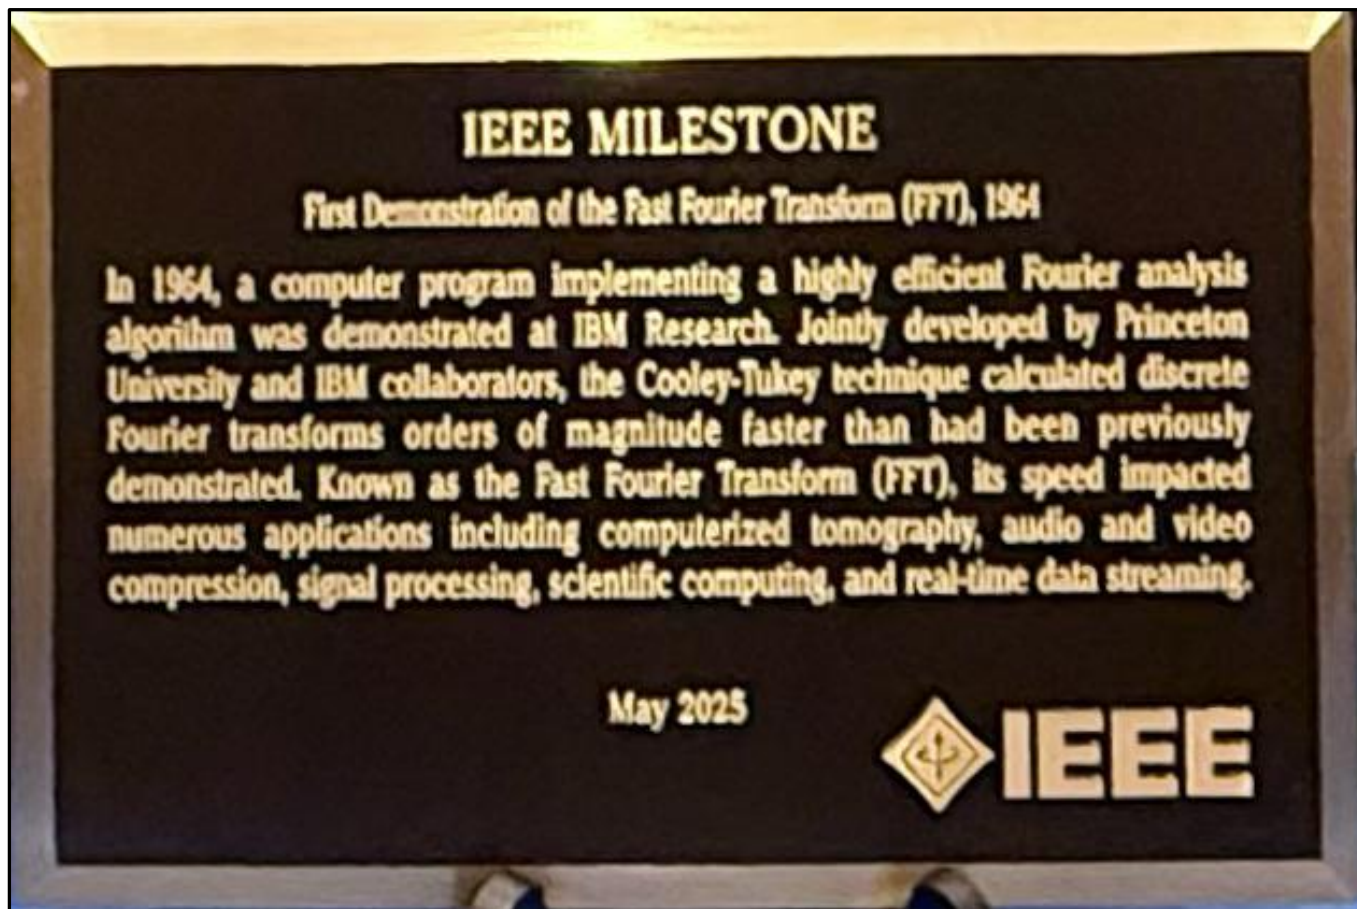 IEEE MILESTONE
First Demonstration of the Fast Fourier Transform (FFT), 1964
In 1964, a computer program implementing a highly efficient Fourier analysis
algorithm was demonstrated at IBM Research. Jointly developed by Princeton
University and IBM collaborators, the Cooley-Tukey technique calculated discrete
Fourier transforms orders of magnitude faster than had been previously
demonstrated. Known as the Fast Fourier Transform (FFT), its speed impacted
numerous applications including computerized tomography, audio and video
compression, signal processing, scientific computing, and real-time data streaming.
May 2025
IEEE